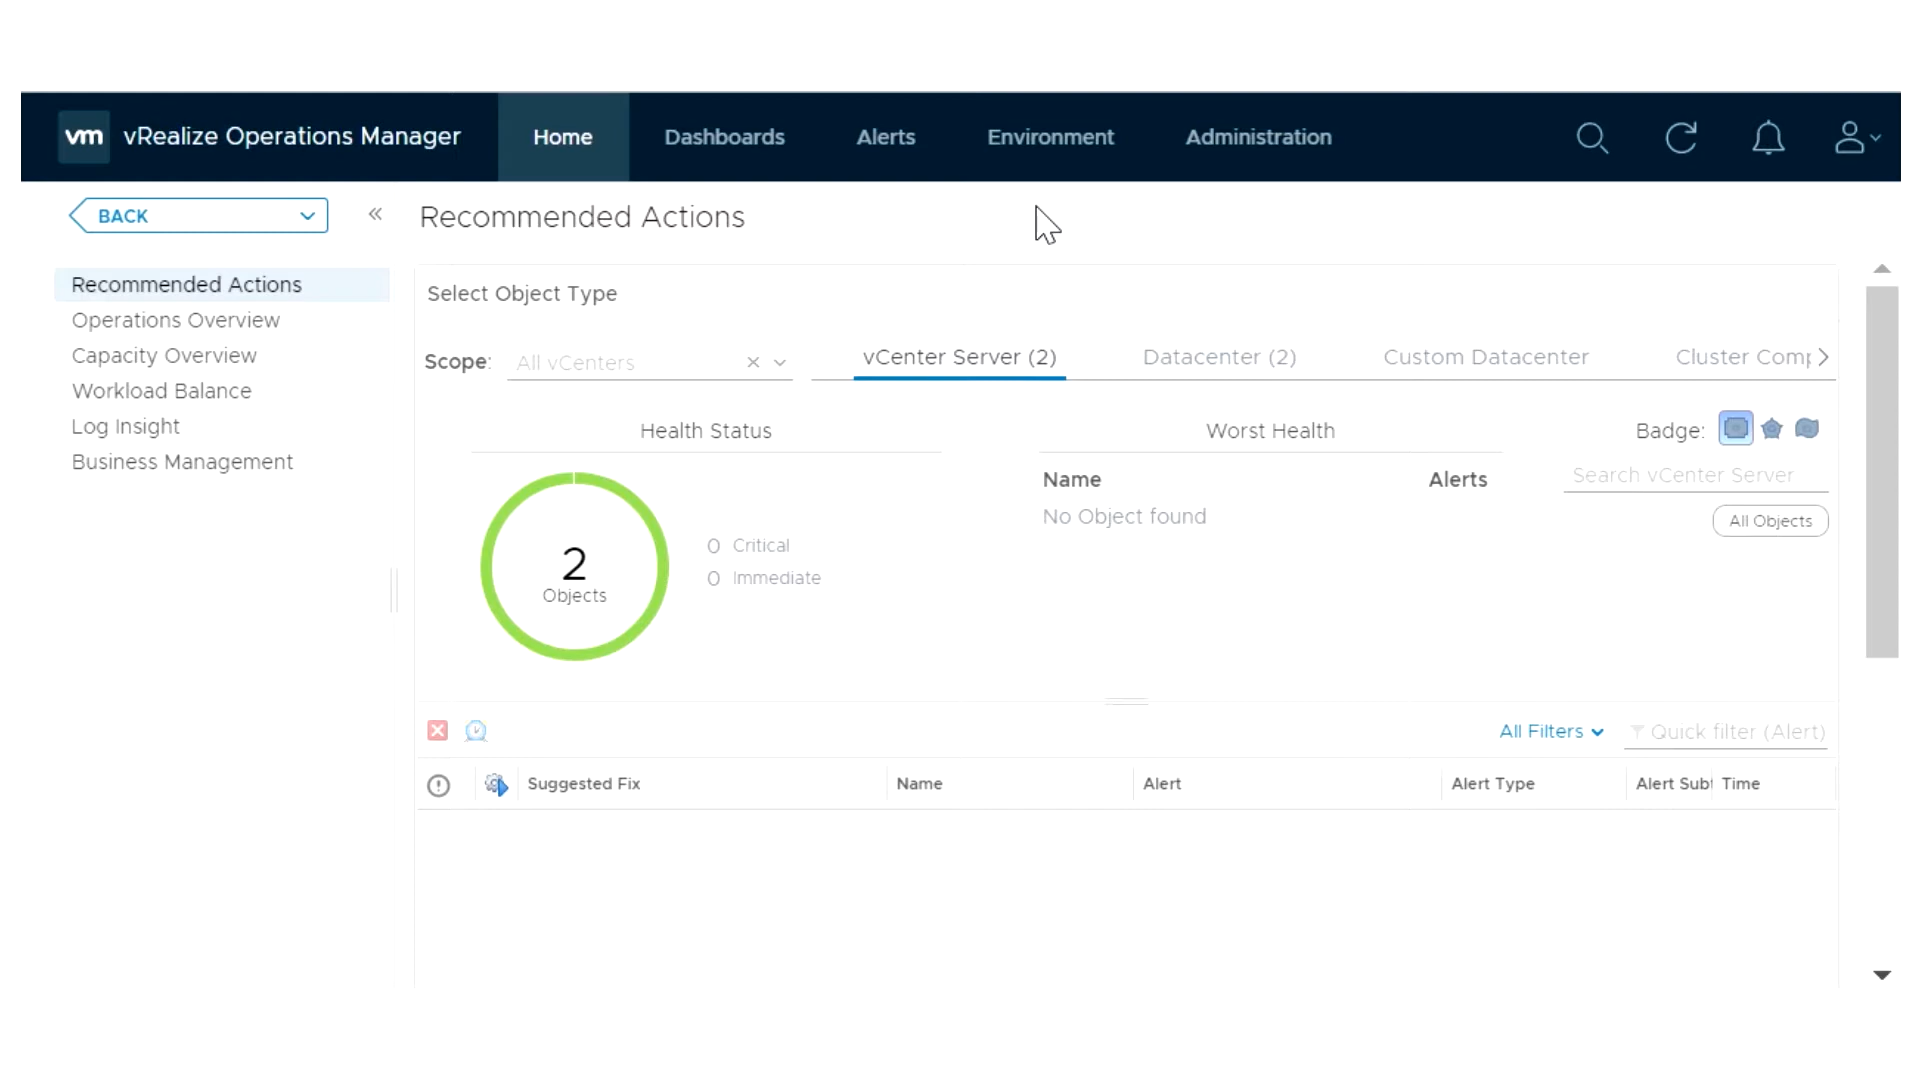 vm vRealize Operations Manager Home Dashboards Alerts Environment Administration
BACK
Recommended Actions
Recommended Actions
Operations Overview
Capacity Overview
Workload Balance
Log Insight
Business Management
Select Object Type
Scope: All vCenters vCenter Server (2) Datacenter (2) Custom Datacenter Cluster Comp
Health Status
2
Objects
0 Critical
0 Immediate
Worst Health
Name Alerts
No Object found
Badge:
Search vCenter Server
All Objects
All Filters Quick filter (Alert)
Suggested Fix Name Alert Alert Type Alert Subt Time